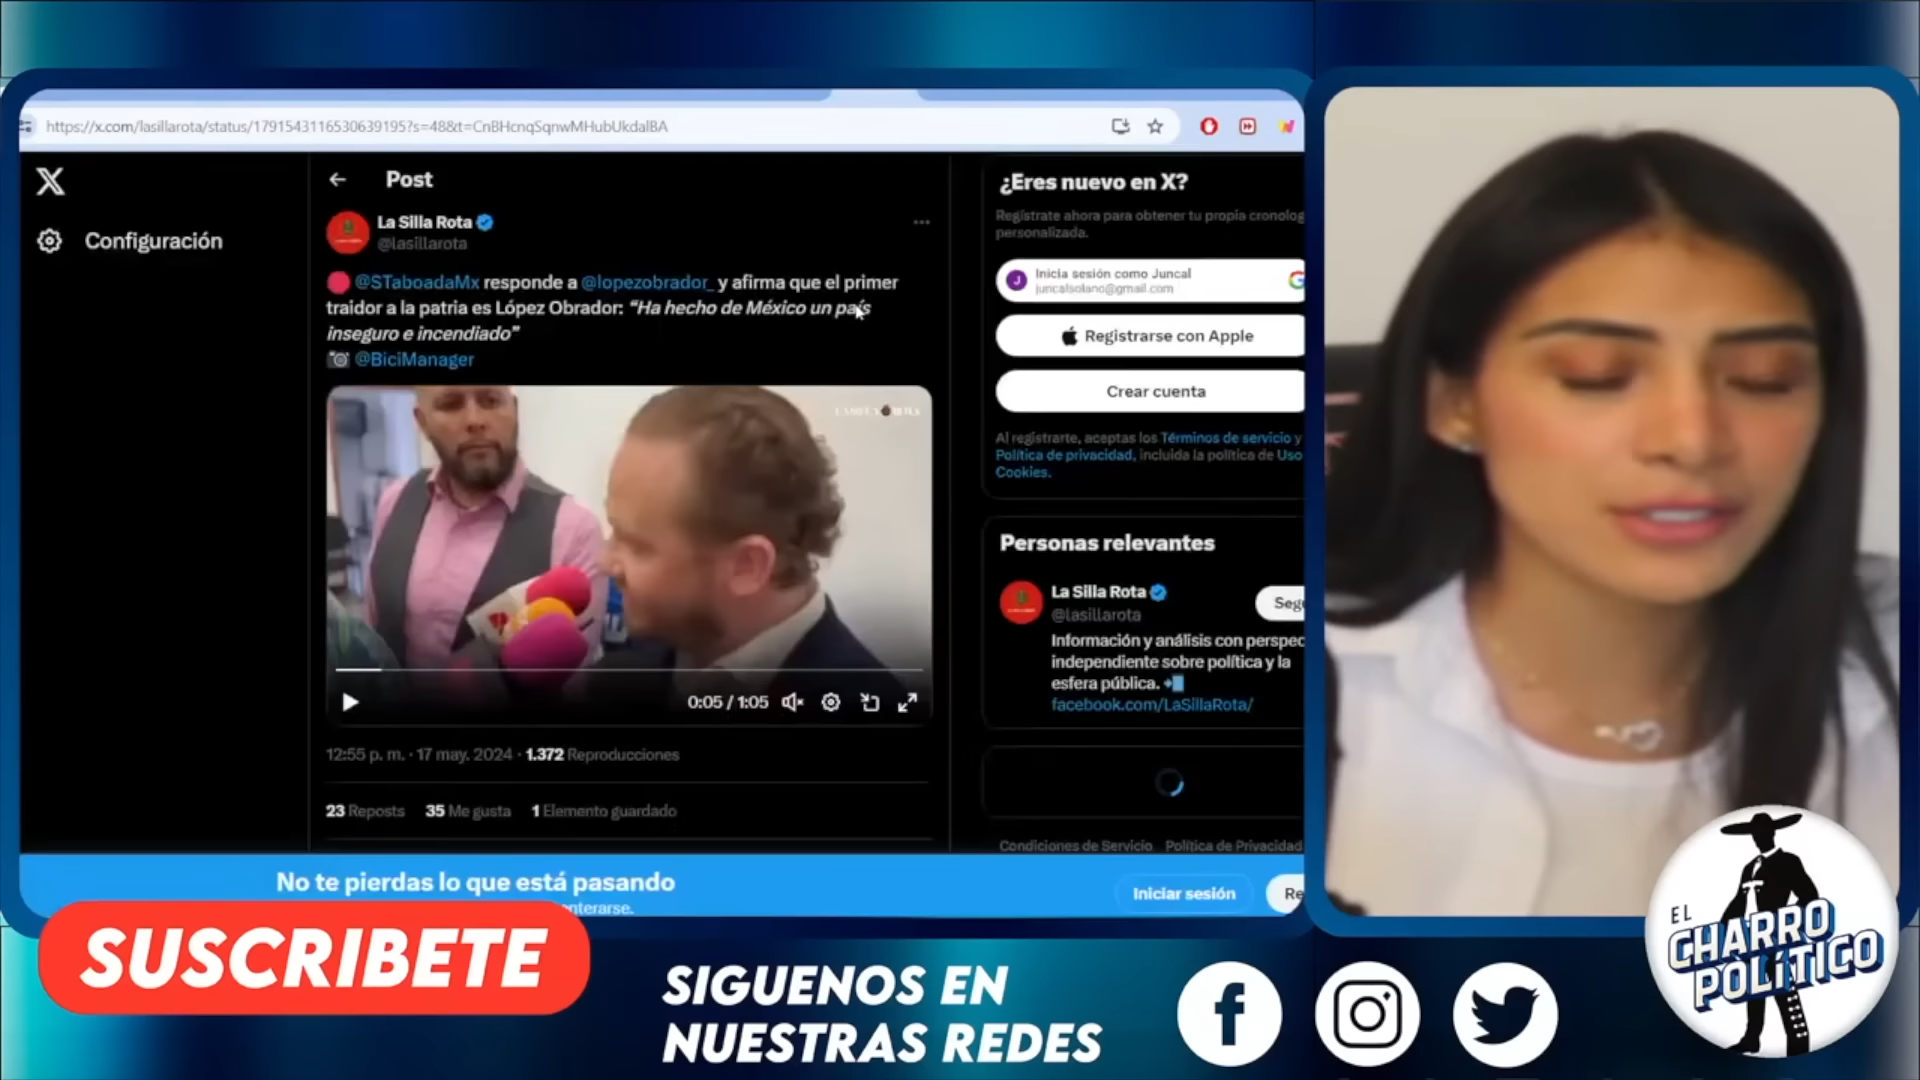 https://x.com/lasillarota/status/1791543116530639195?s=48&t=CnBHcnqSqnwMHubUkdalBA
Configuración
Post
La Silla Rota
@lasillarota
@STaboadaMx responde a @lopezobrador_ y afirma que el primer
traidor a la patria es López Obrador: “Ha hecho de México un país
inseguro e incendiado”
@BiciManager
0:05 / 1:05
12:55 p. m. · 17 may. 2024 · 1.372 Reproducciones
23 Reposts 35 Me gusta 1 Elemento guardado
¿Eres nuevo en X?
Regístrate ahora para obtener tu propia cronolog
personalizada.
Inicia sesión como Juncal
juncalsolano@gmail.com
Registrarse con Apple
Crear cuenta
Al registrarte, aceptas los Términos de servicio y
Política de privacidad, incluida la política de Uso
Cookies.
Personas relevantes
La Silla Rota
@lasillarota
Segu
Información y análisis con perspec
independiente sobre política y la
esfera pública.
facebook.com/LaSillaRota/
Condiciones de Servicio Política de Privacidad
No te pierdas lo que está pasando
enterarse.
Iniciar sesión
Re
SUSCRIBETE
SIGUENOS EN
NUESTRAS REDES
EL
CHARRO
POLÍTICO